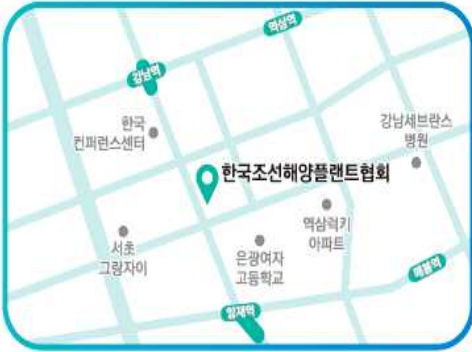 역삼역
강남역
한국
컨퍼런스센터
강남세브란스
병원
한국조선해양플랜트협회
역삼럭키
아파트
서초
그랑자이
은광여자
고등학교
매봉역
양재역